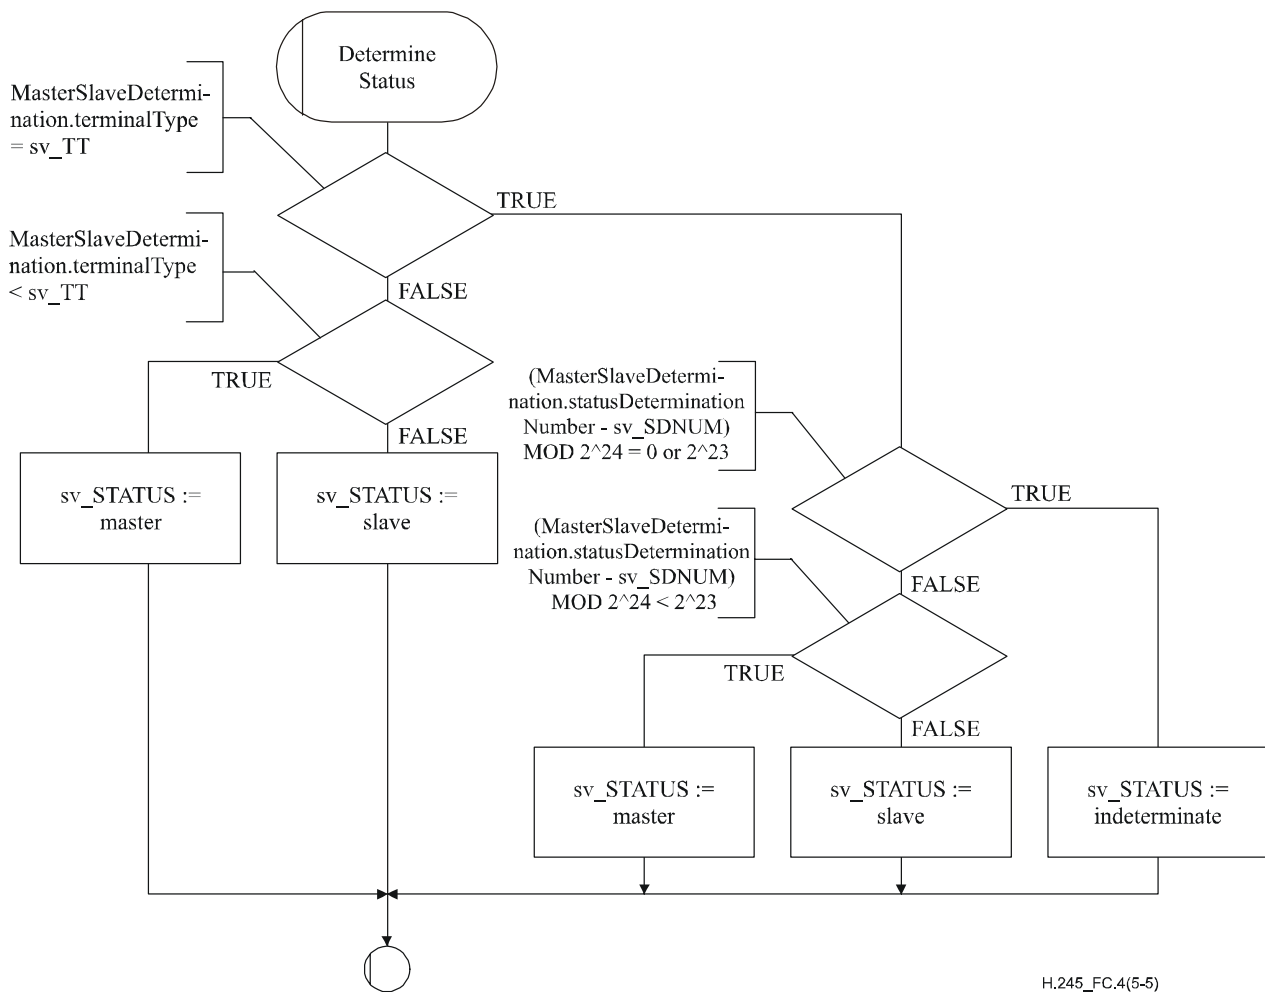 Determine
Status
MasterSlaveDetermi-
nation.terminalType
= sv_TT
TRUE
MasterSlaveDetermi-
nation.terminalType
< sv_TT
FALSE
TRUE
FALSE
(MasterSlaveDetermi-
nation.statusDetermination
Number - sv_SDNUM)
MOD 2^24 = 0 or 2^23
TRUE
sv_STATUS :=
master
sv_STATUS :=
slave
(MasterSlaveDetermi-
nation.statusDetermination
Number - sv_SDNUM)
MOD 2^24 < 2^23
FALSE
TRUE
FALSE
sv_STATUS :=
master
sv_STATUS :=
slave
sv_STATUS :=
indeterminate
H.245_FC.4(5-5)